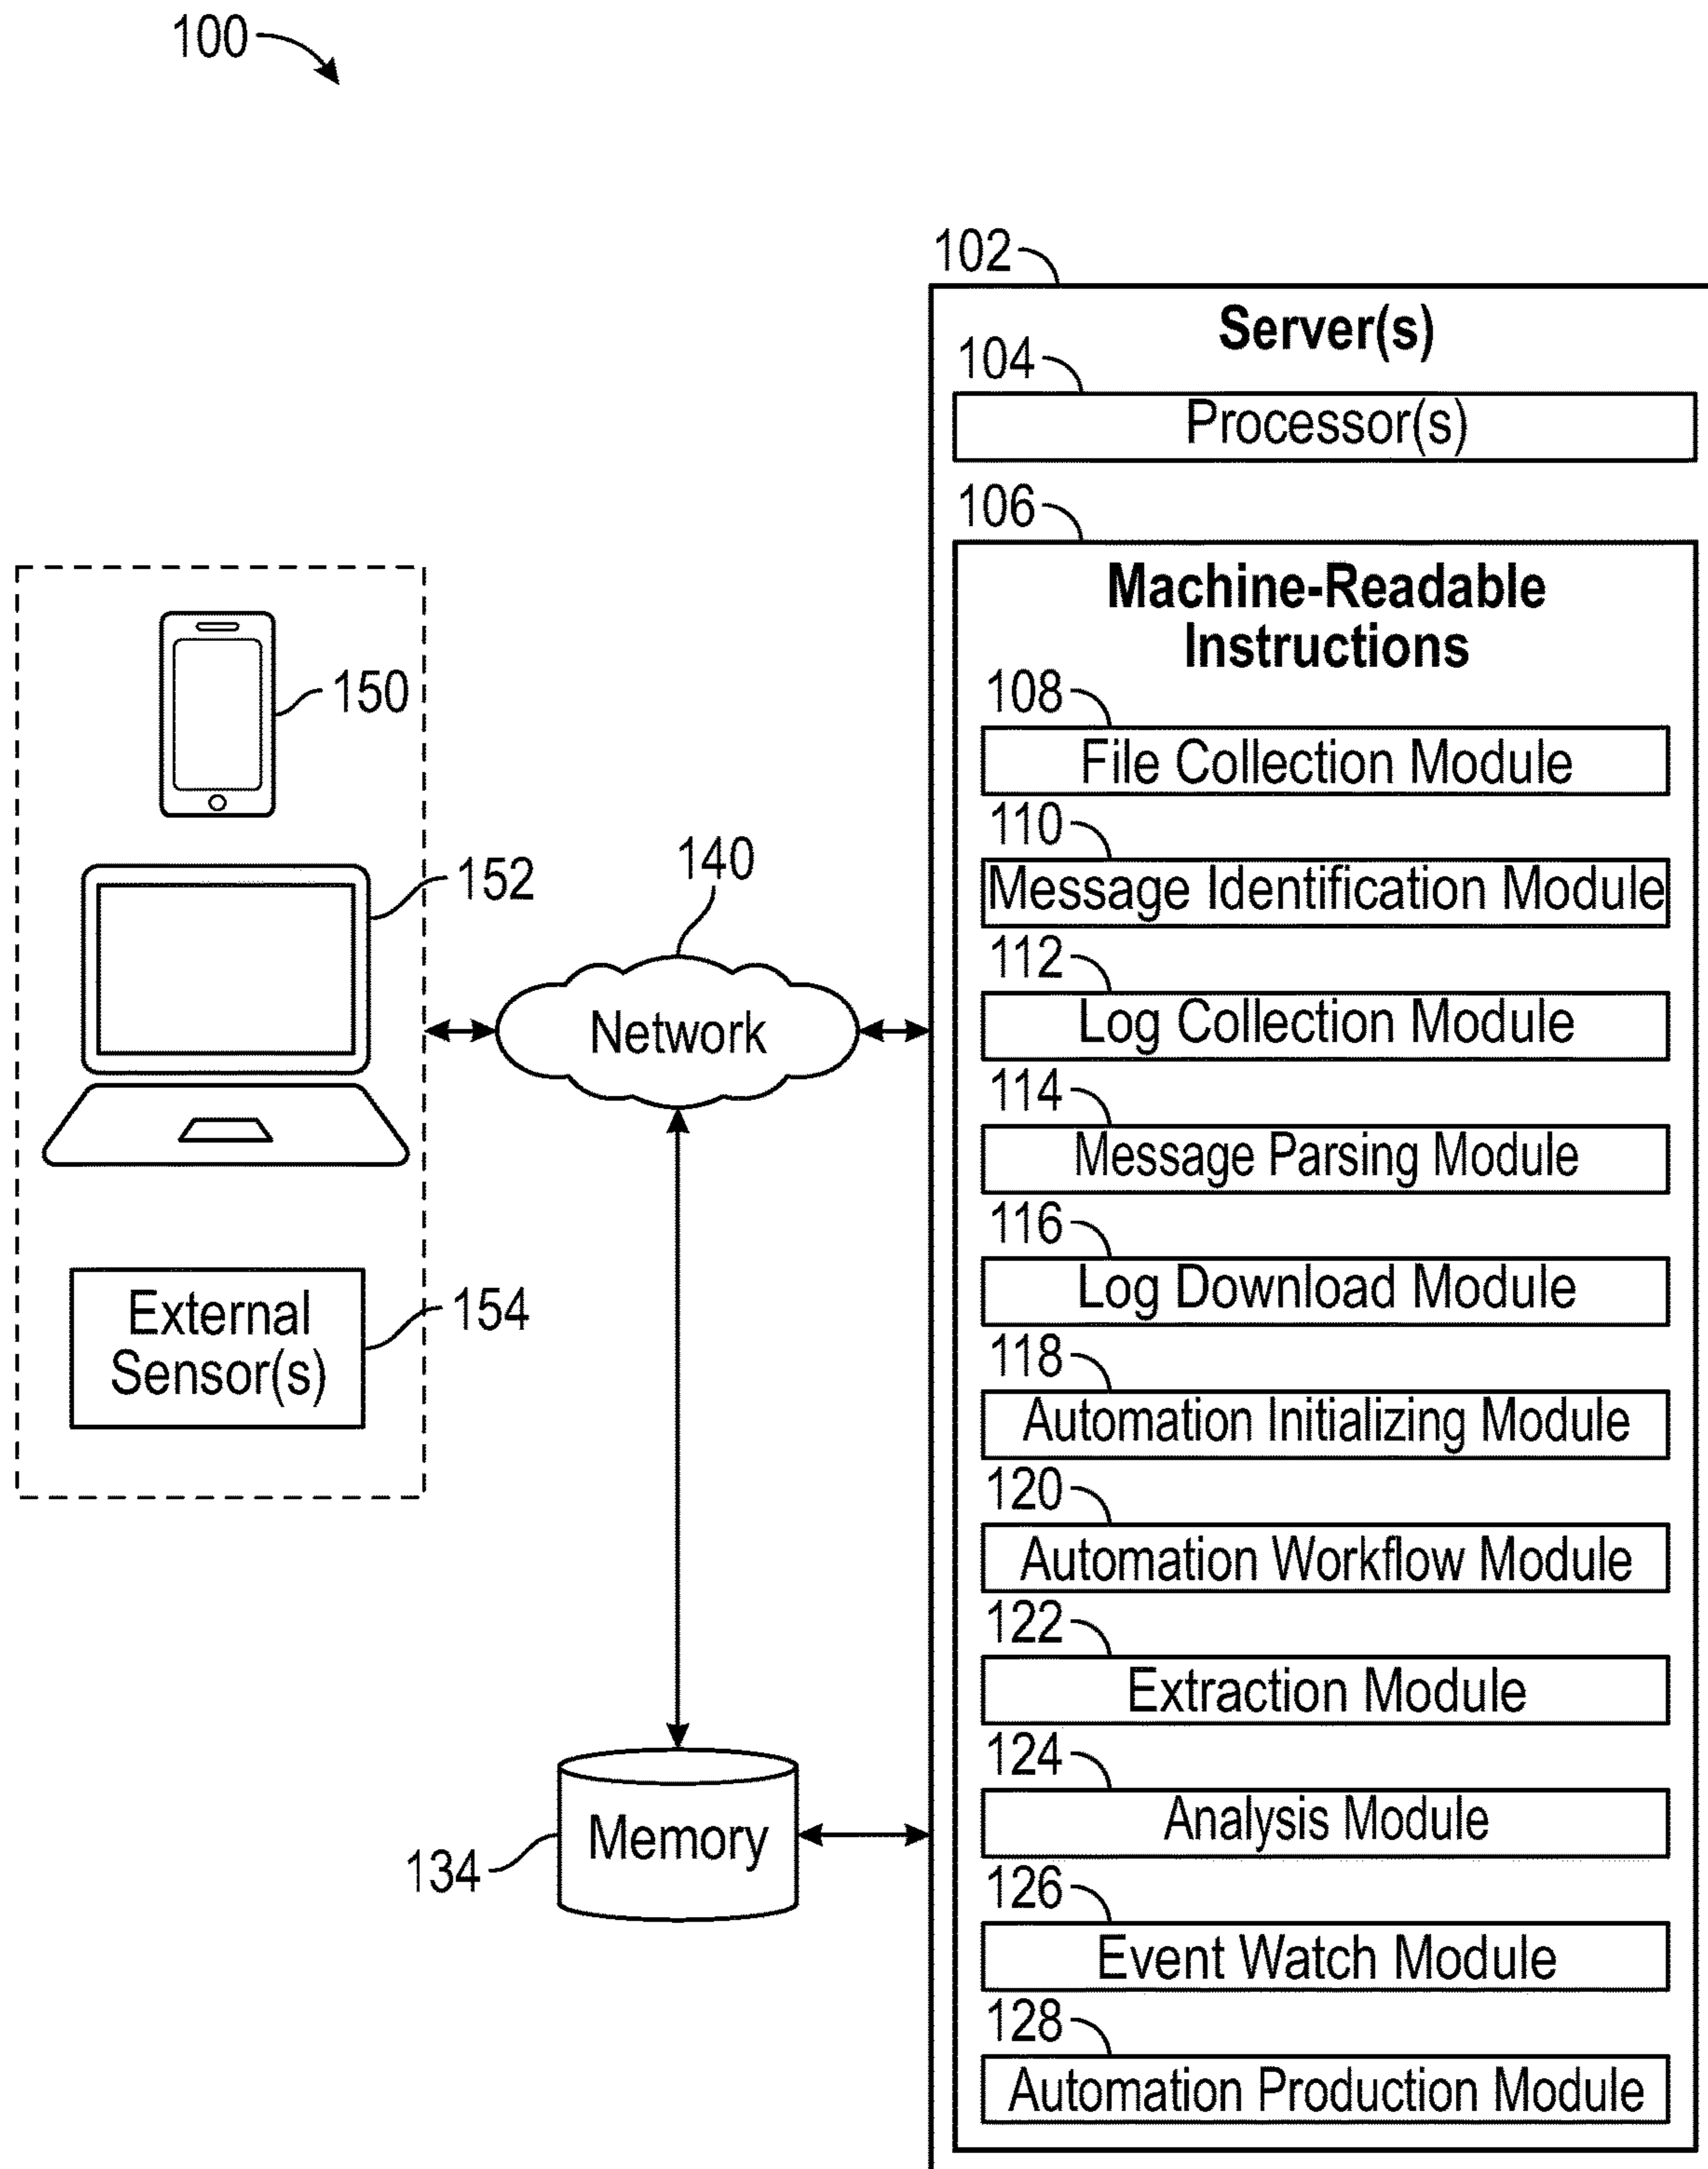 100
102
Server(s)
104
Processor(s)
106
Machine-Readable
Instructions
108
File Collection Module
110
Message Identification Module
112
Log Collection Module
114
Message Parsing Module
116
Log Download Module
118
Automation Initializing Module
120
Automation Workflow Module
122
Extraction Module
124
Analysis Module
126
Event Watch Module
128
Automation Production Module
150
152
External
Sensor(s)
154
140
Network
Memory
134